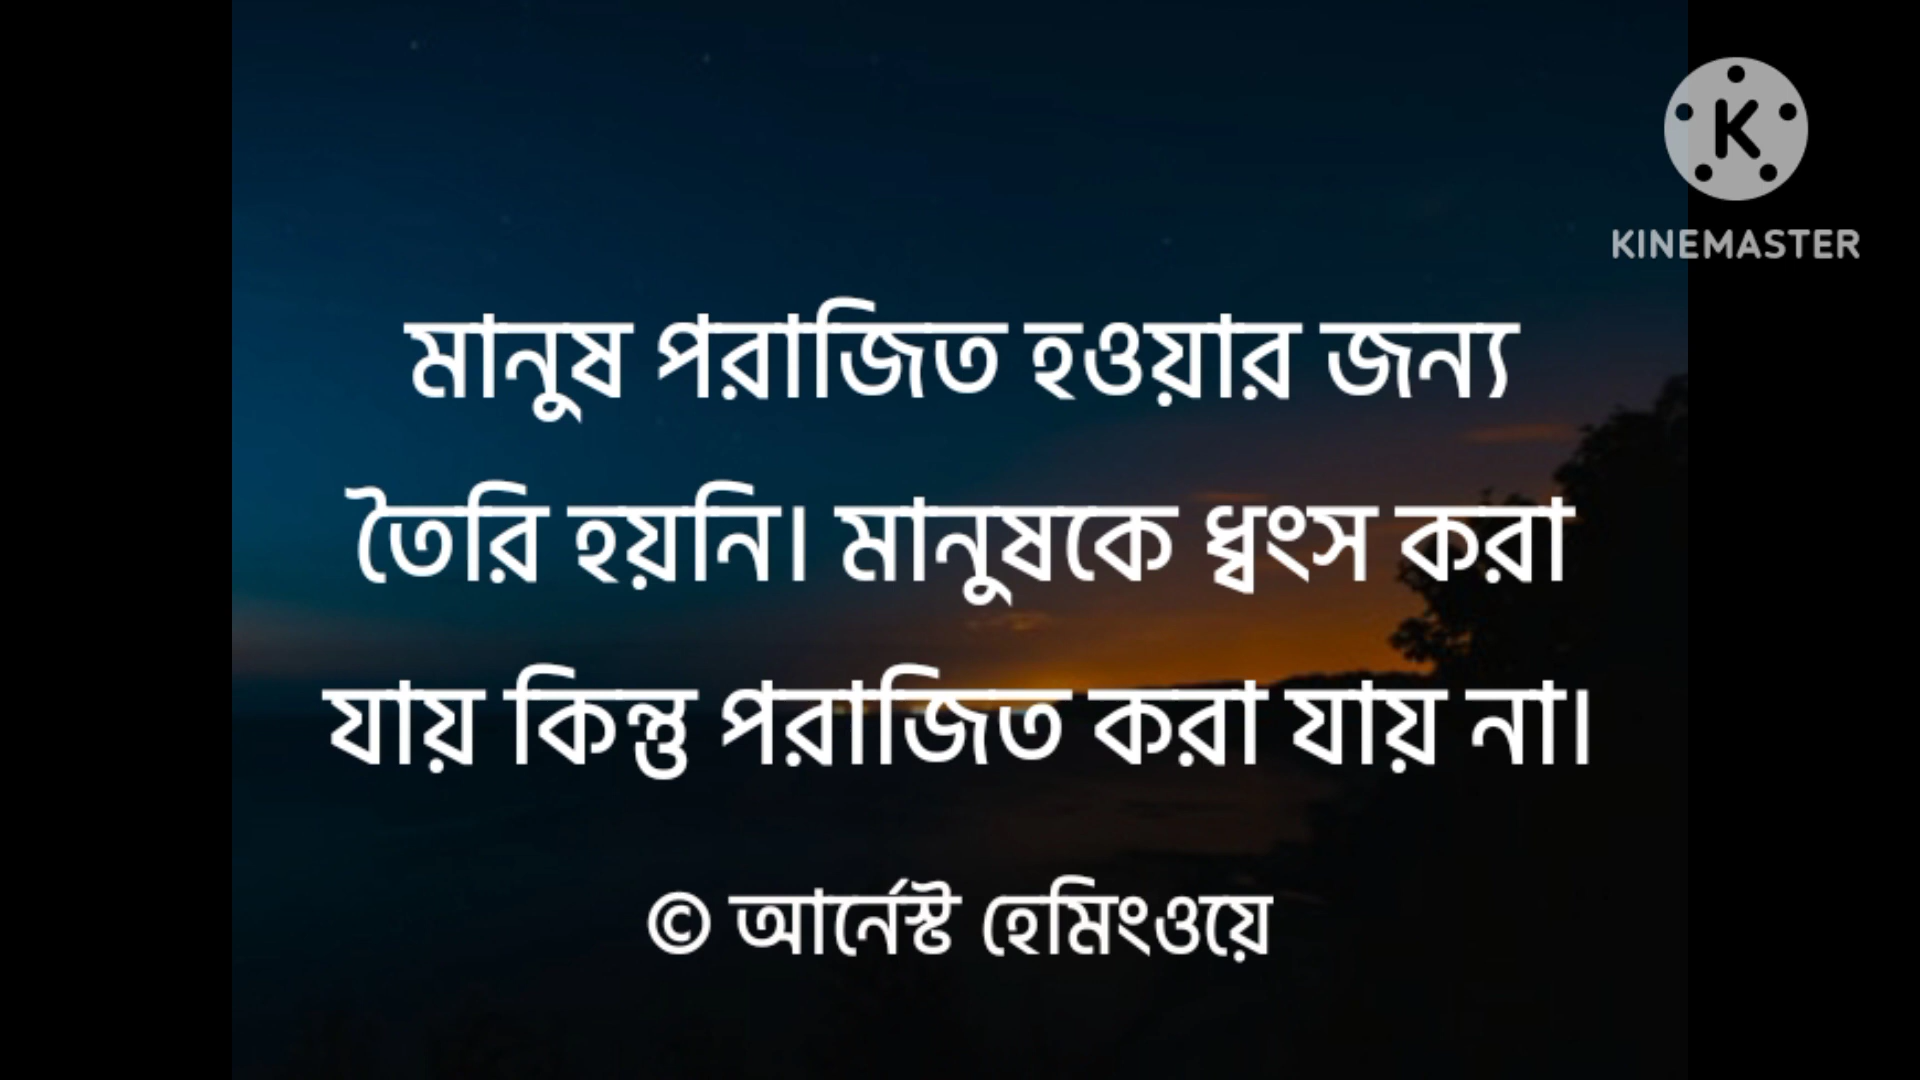 KINEMASTER
মানুষ পরাজিত হওয়ার জন্য
তৈরি হয়নি। মানুষকে ধ্বংস করা
যায় কিন্তু পরাজিত করা যায় না।
© আর্নেস্ট হেমিংওয়ে